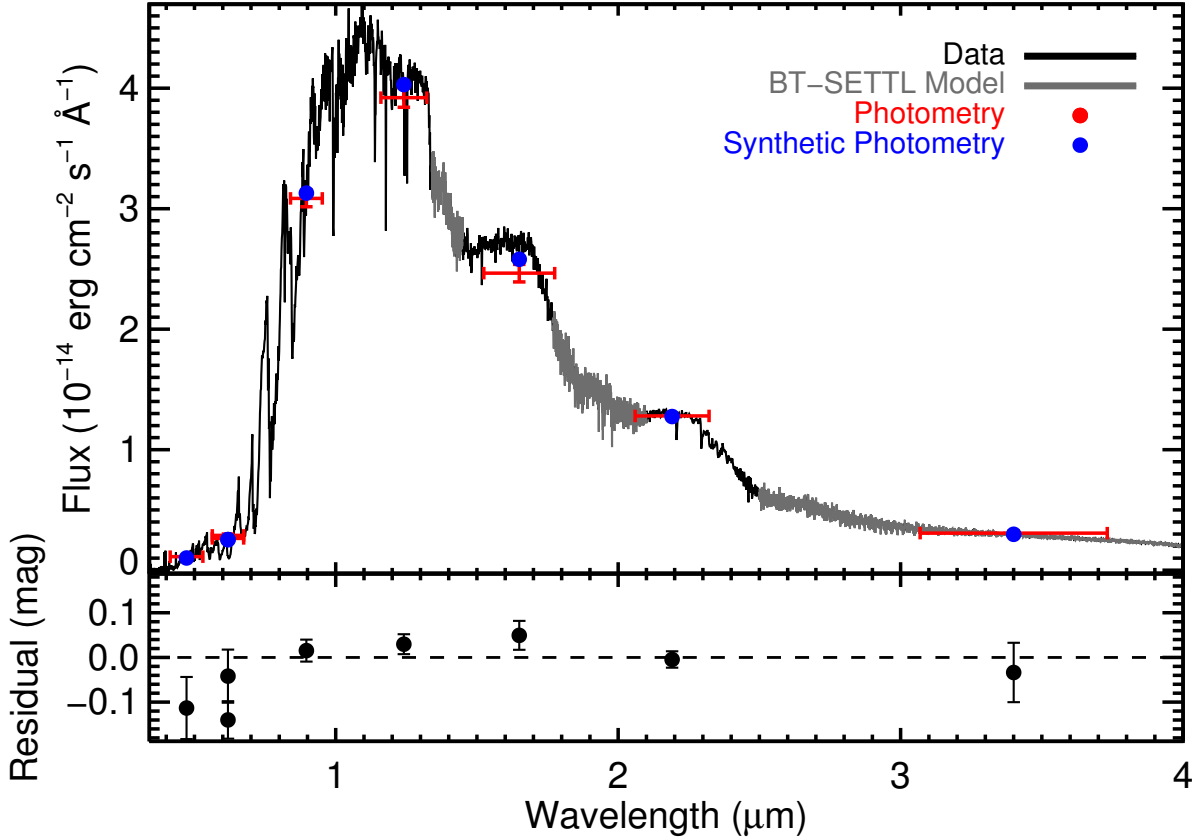 Data
BT−SETTL Model
Photometry
Synthetic Photometry
Flux (10⁻¹⁴ erg cm⁻² s⁻¹ Å⁻¹)
4
3
2
1
0
Residual (mag)
0.1
0.0
−0.1
1
2
3
4
Wavelength (μm)